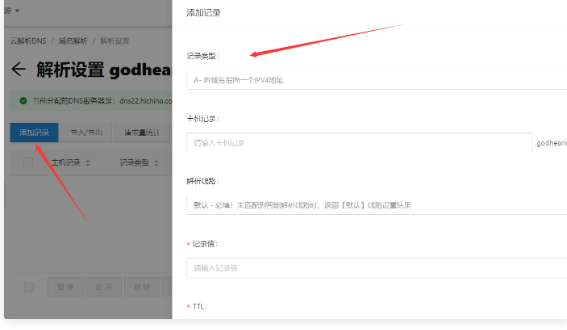 源
云解析DNS / 域名解析 / 解析设置
← 解析设置 godhear
当前分配的DNS服务器是: dns22.hichina.co
添加记录 导入/导出 请求量统计
主机记录 记录类型
暂停 启用 删除
添加记录
记录类型:
A- 将域名指向一个IPV4地址
主机记录:
请输入主机记录
.godhearin
解析线路:
默认 - 必填！未匹配到智能解析线路时，返回【默认】线路设置结果
* 记录值:
请输入记录值
* TTL: